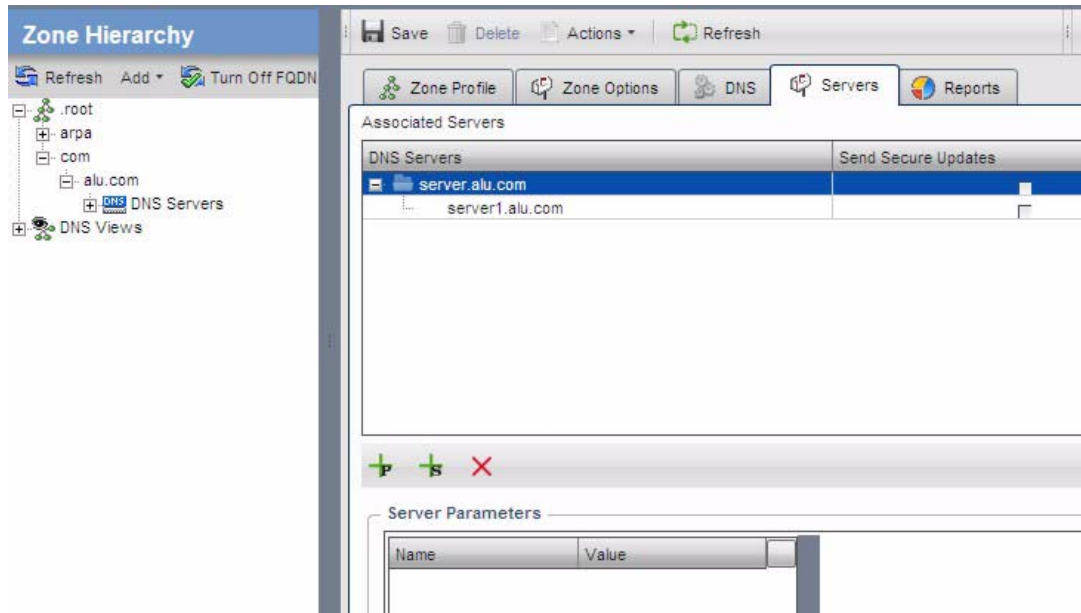 Zone Hierarchy
Refresh Add Turn Off FQDN
.root
arpa
com
alu.com
DNS DNS Servers
DNS Views
Save Delete Actions Refresh
Zone Profile Zone Options DNS Servers Reports
Associated Servers
DNS Servers Send Secure Updates
server.alu.com
server1.alu.com
P S
Server Parameters
Name Value